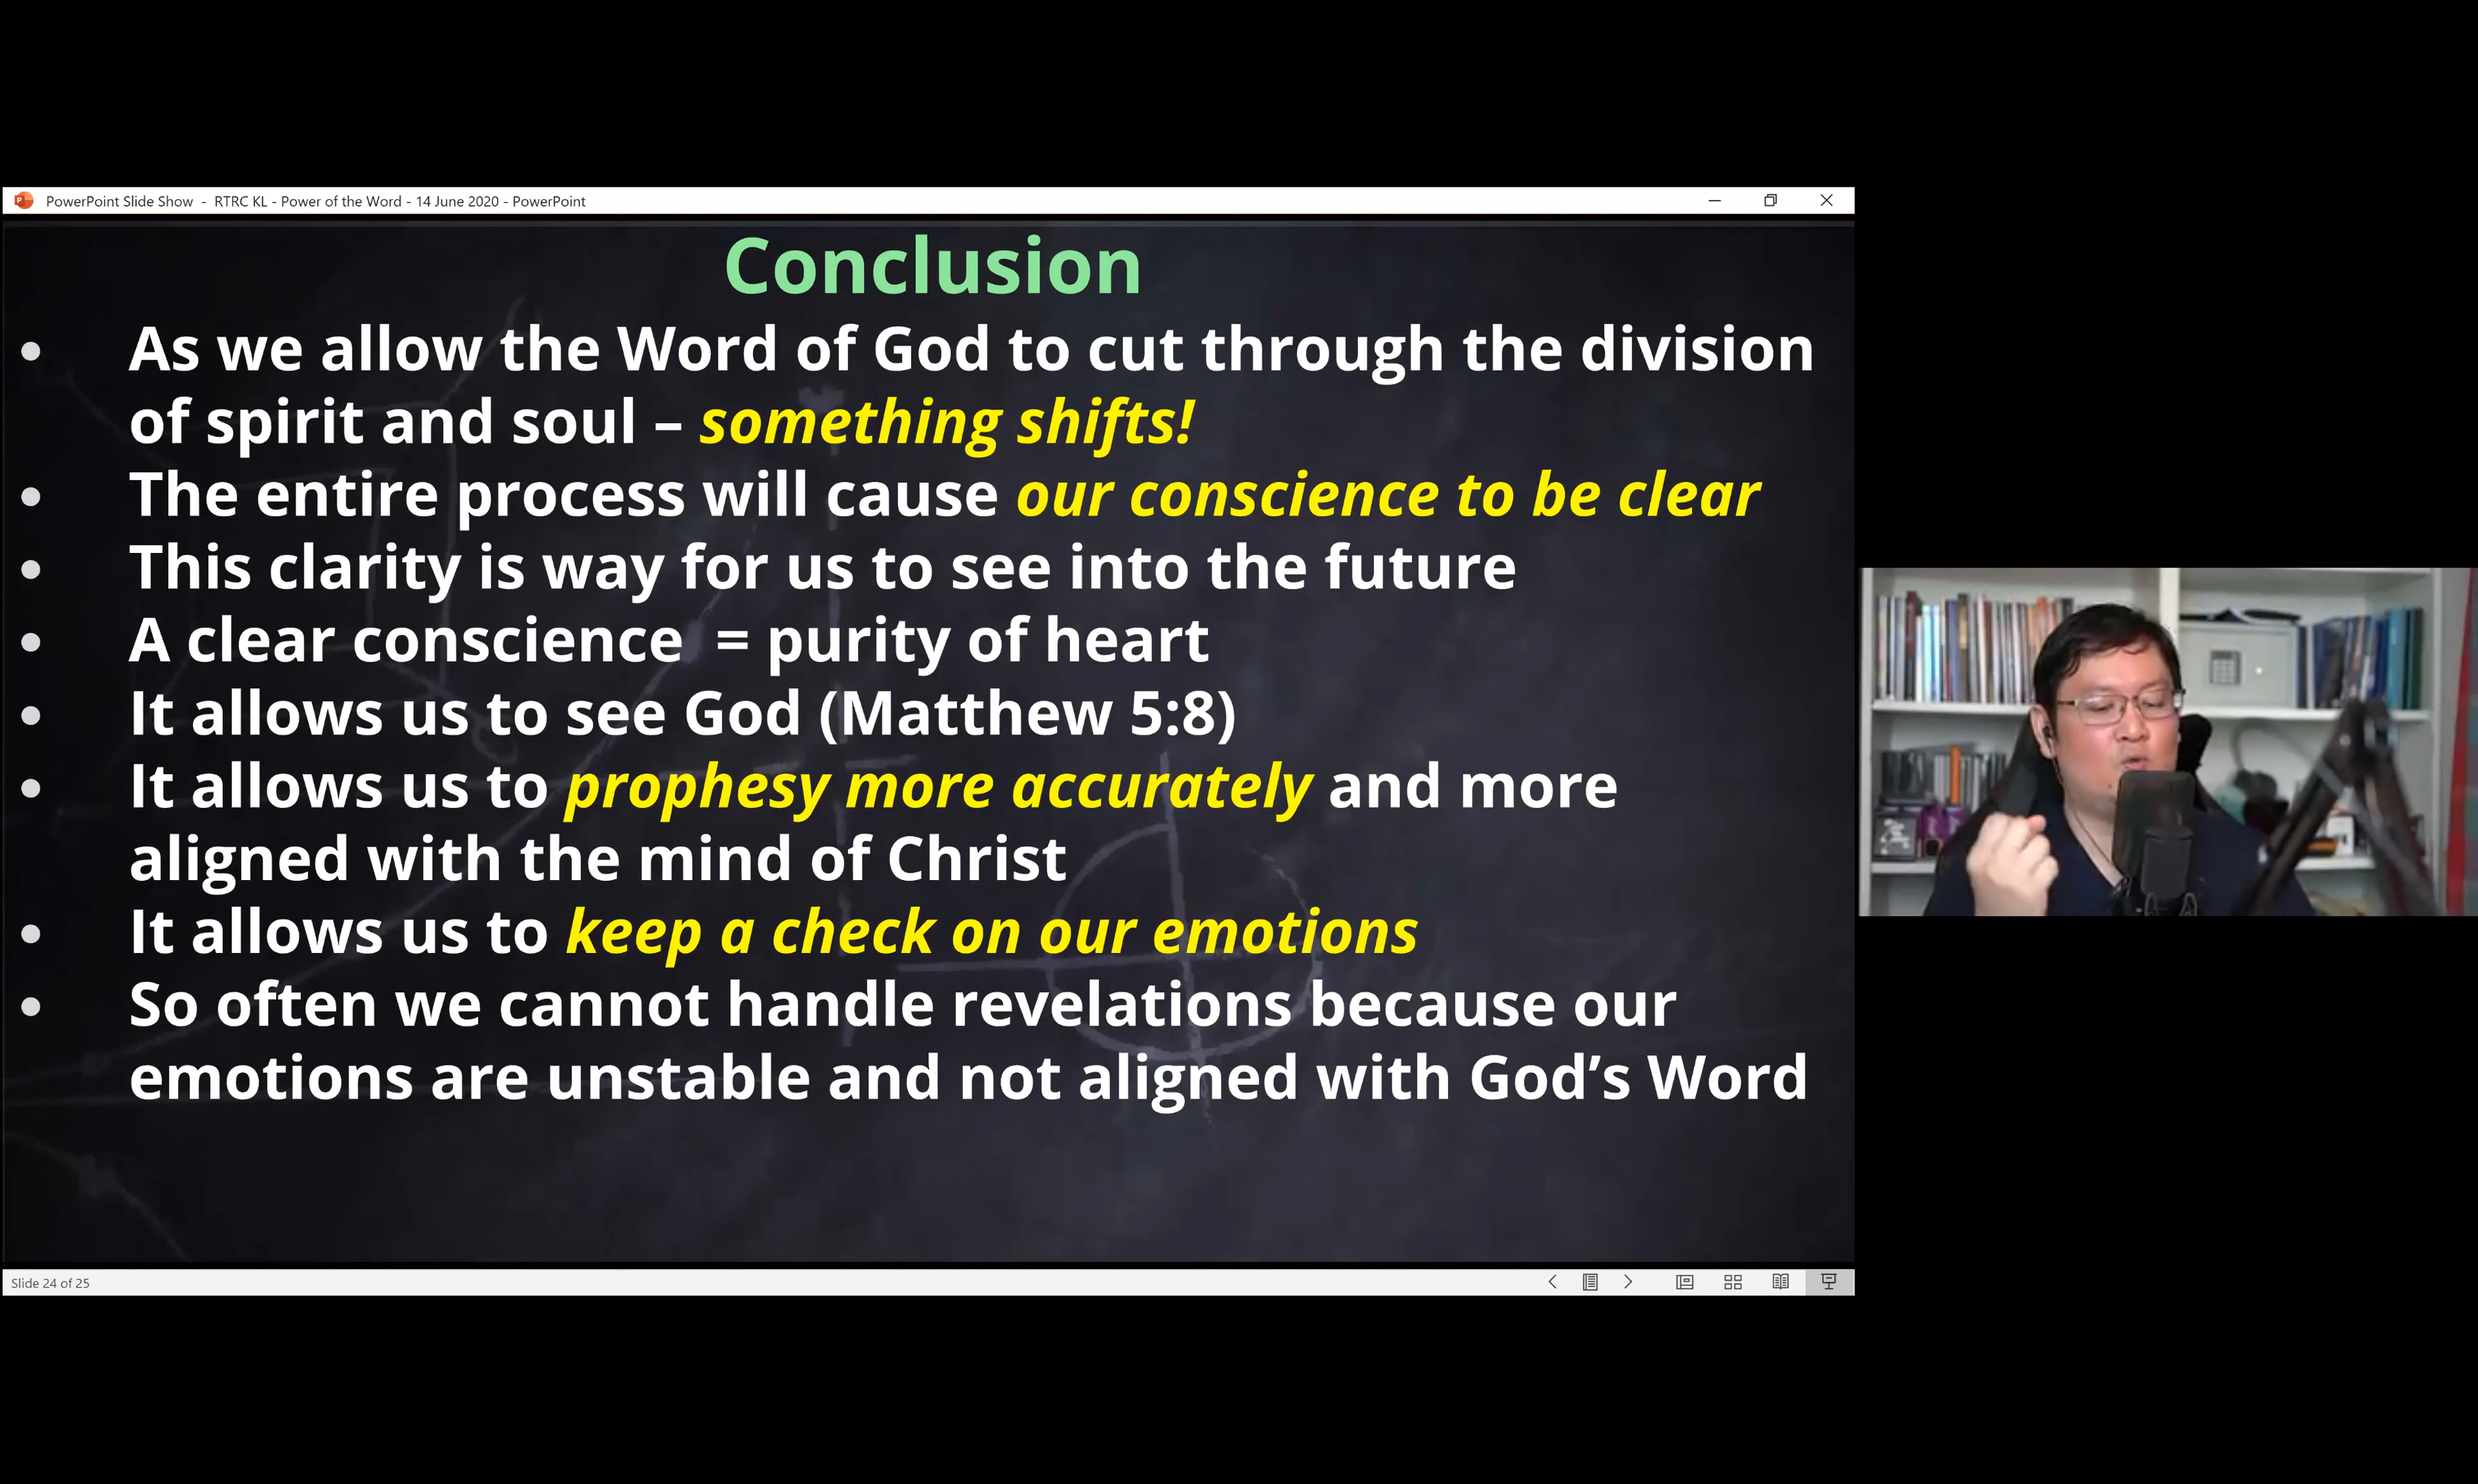 PowerPoint Slide Show - RTRC KL - Power of the Word - 14 June 2020 - PowerPoint
Conclusion
• As we allow the Word of God to cut through the division
of spirit and soul – something shifts!
• The entire process will cause our conscience to be clear
• This clarity is way for us to see into the future
• A clear conscience = purity of heart
• It allows us to see God (Matthew 5:8)
• It allows us to prophesy more accurately and more
aligned with the mind of Christ
• It allows us to keep a check on our emotions
• So often we cannot handle revelations because our
emotions are unstable and not aligned with God’s Word
Slide 24 of 25